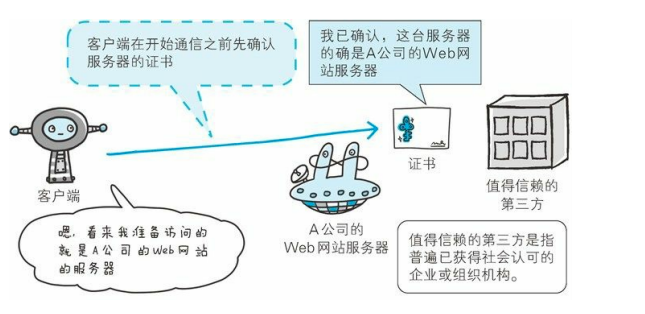 客户端在开始通信之前先确认
服务器的证书
我已确认，这台服务器
的确是A公司的Web网
站服务器
客户端
证书
值得信赖的
第三方
A公司的
Web网站服务器
嗯，看来我准备访问的
就是A公司的Web网站
的服务器
值得信赖的第三方是指
普遍已获得社会认可的
企业或组织机构。